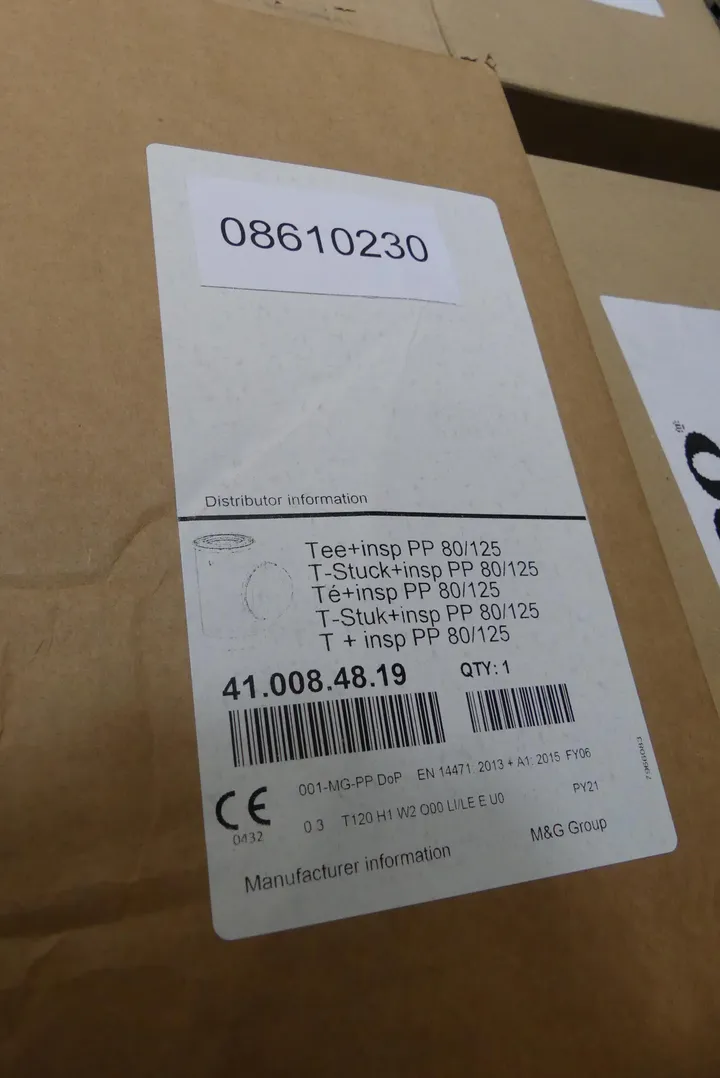 08610230
Distributor information
Tee+insp PP 80/125
T-Stuck+insp PP 80/125
Té+insp PP 80/125
T-Stuk+insp PP 80/125
T + insp PP 80/125
41.008.48.19 QTY: 1
CE 001-MG-PP DoP EN 14471: 2013 + A1: 2015 FY06
0432 0 3 T120 H1 W2 O00 LI/LE E U0 PY21
Manufacturer information M&G Group